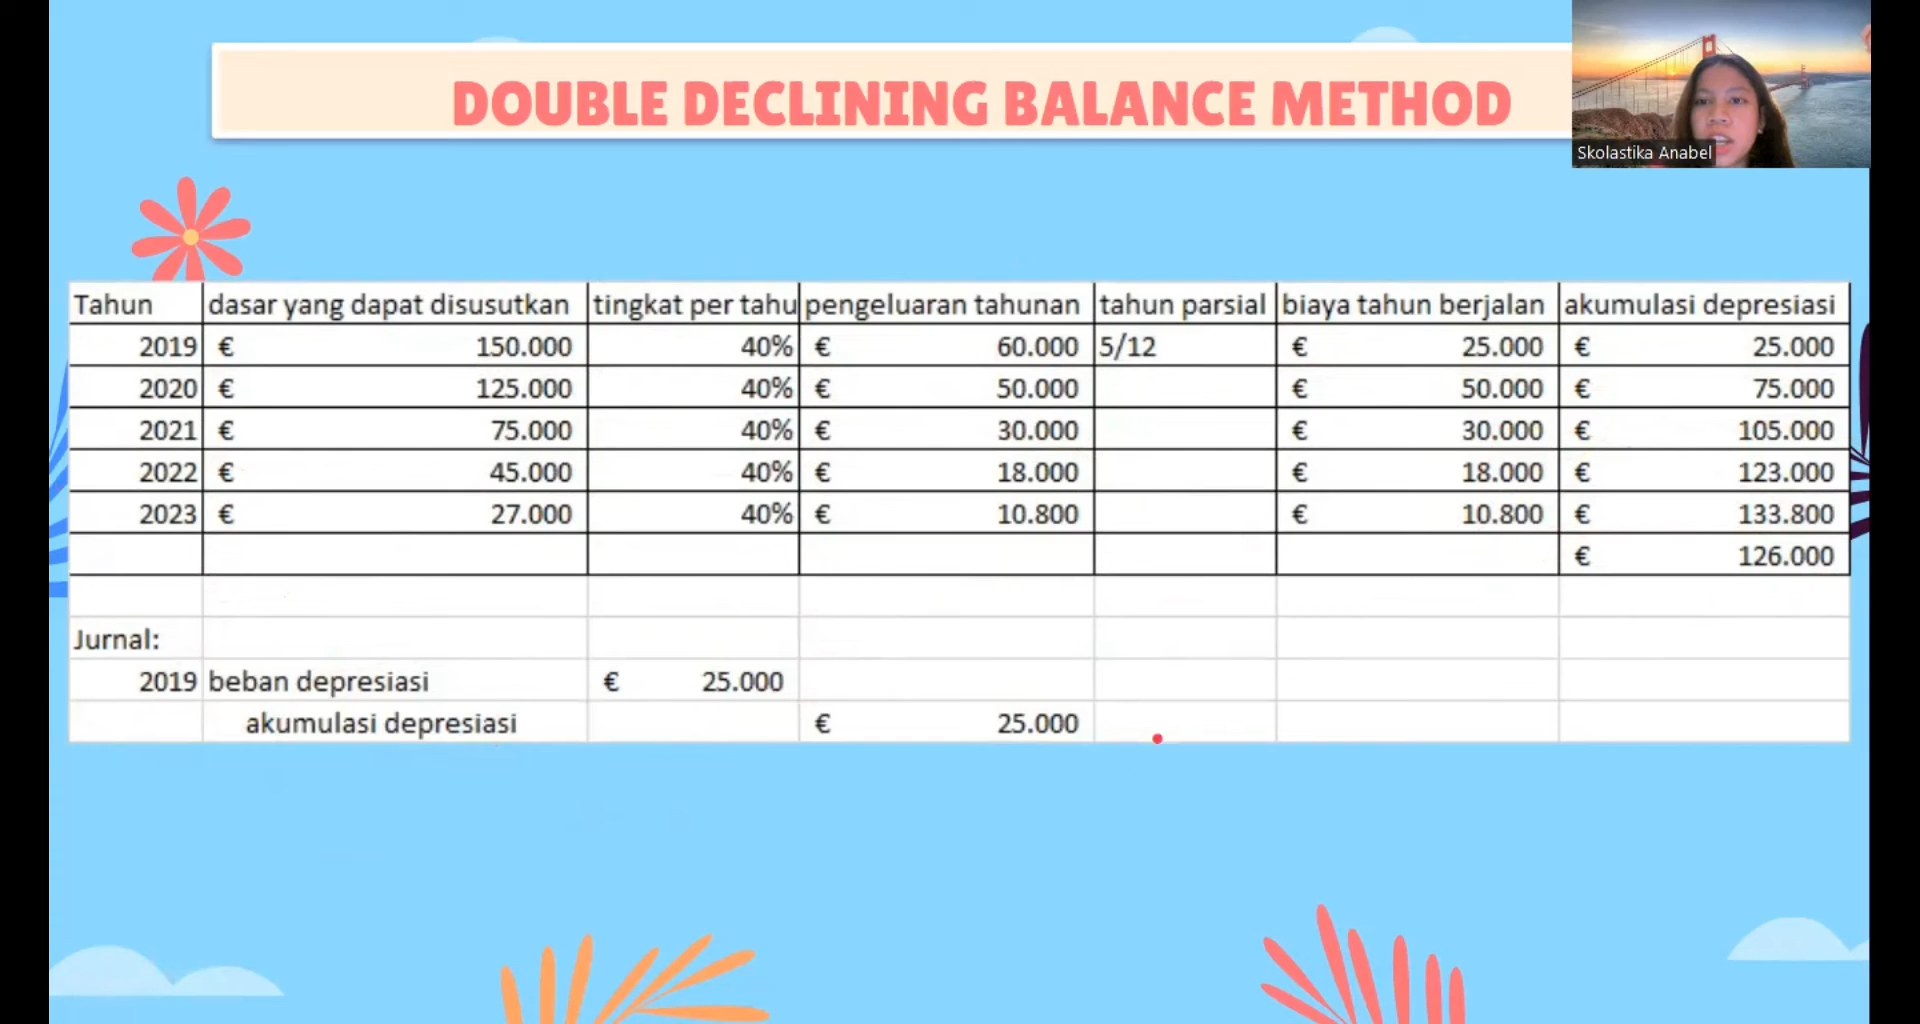 DOUBLE DECLINING BALANCE METHOD
Skolastika Anabel
Tahun dasar yang dapat disusutkan tingkat per tahu pengeluaran tahunan tahun parsial biaya tahun berjalan akumulasi depresiasi
2019 € 150.000 40% € 60.000 5/12 € 25.000 € 25.000
2020 € 125.000 40% € 50.000 € 50.000 € 75.000
2021 € 75.000 40% € 30.000 € 30.000 € 105.000
2022 € 45.000 40% € 18.000 € 18.000 € 123.000
2023 € 27.000 40% € 10.800 € 10.800 € 133.800
€ 126.000
Jurnal:
2019 beban depresiasi € 25.000
akumulasi depresiasi € 25.000